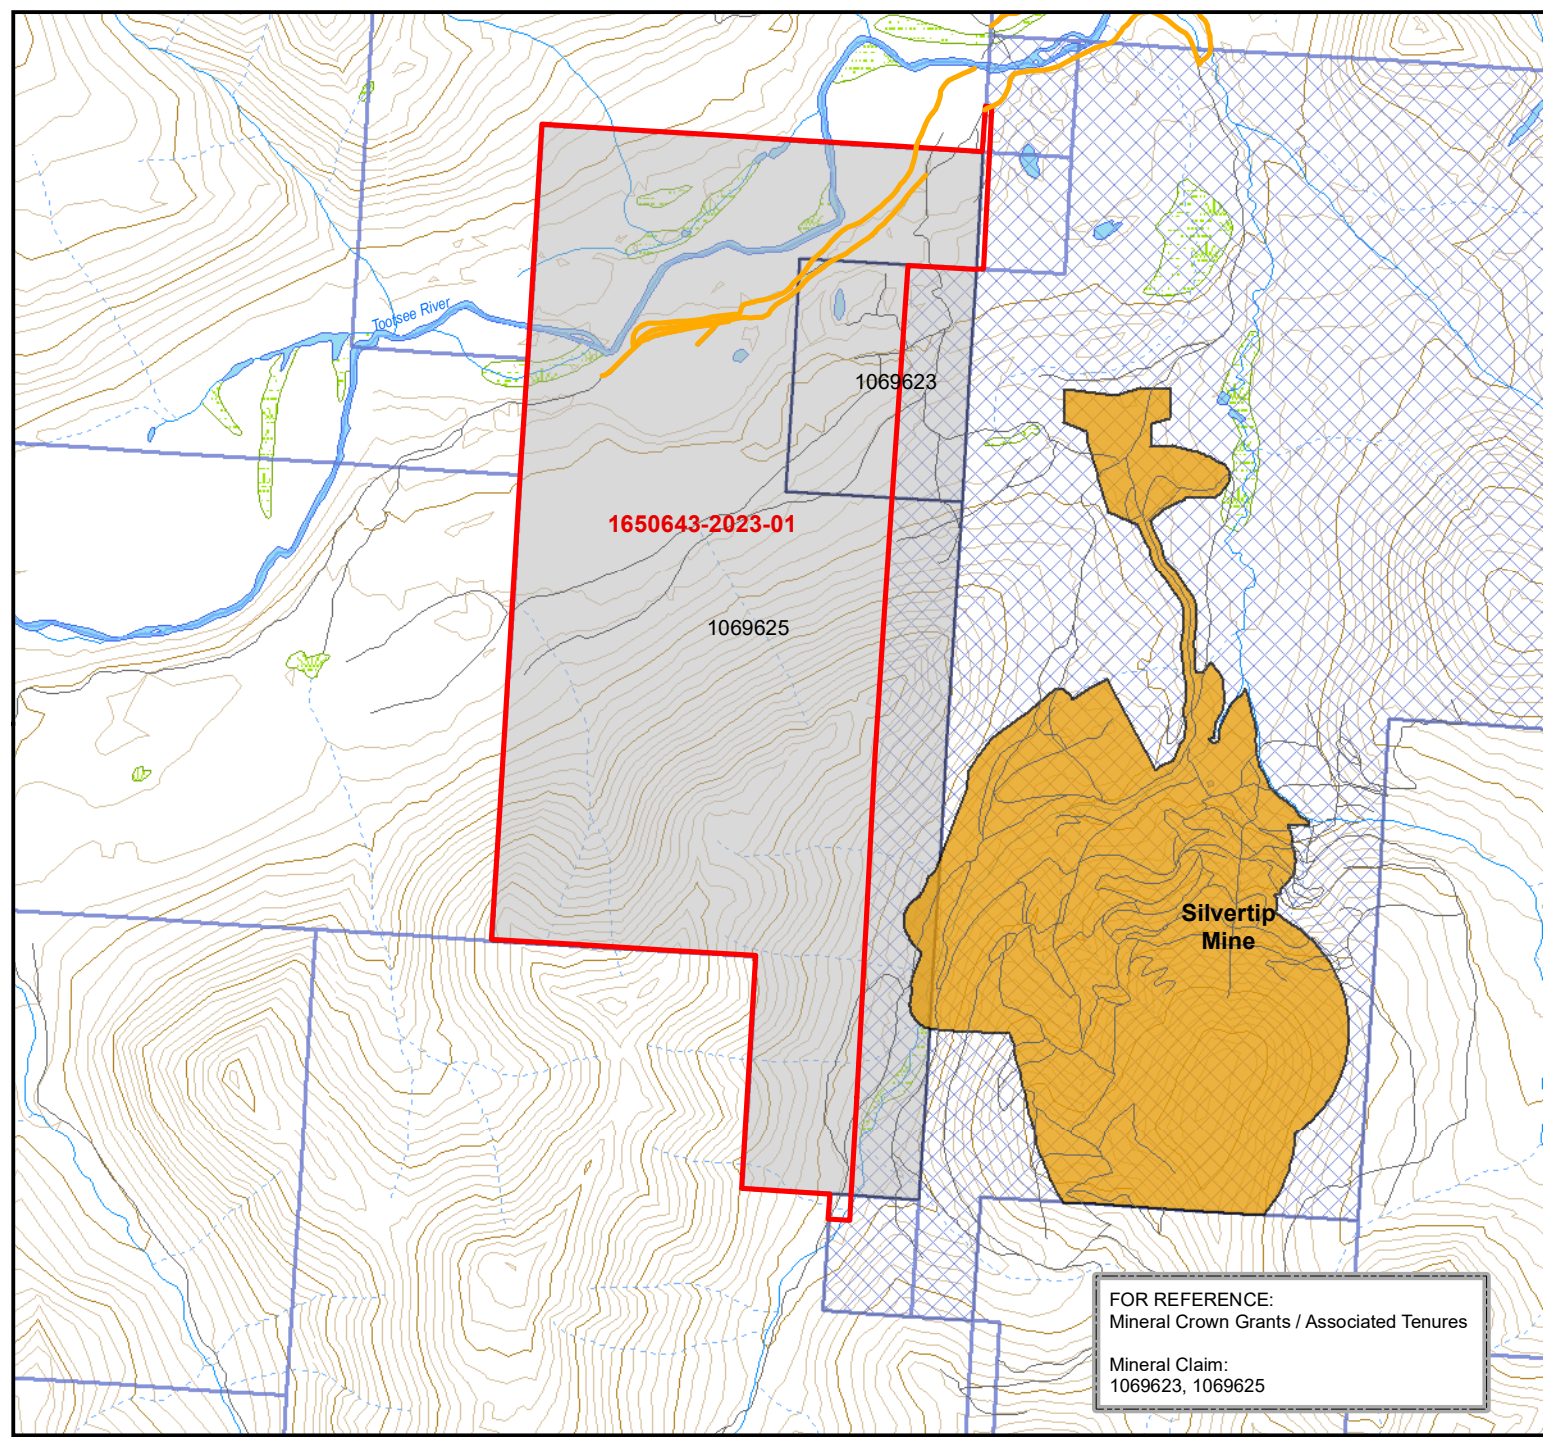 Tootsee River
1069623
1650643-2023-01
1069625
Silvertip
Mine
FOR REFERENCE:
Mineral Crown Grants / Associated Tenures
Mineral Claim:
1069623, 1069625